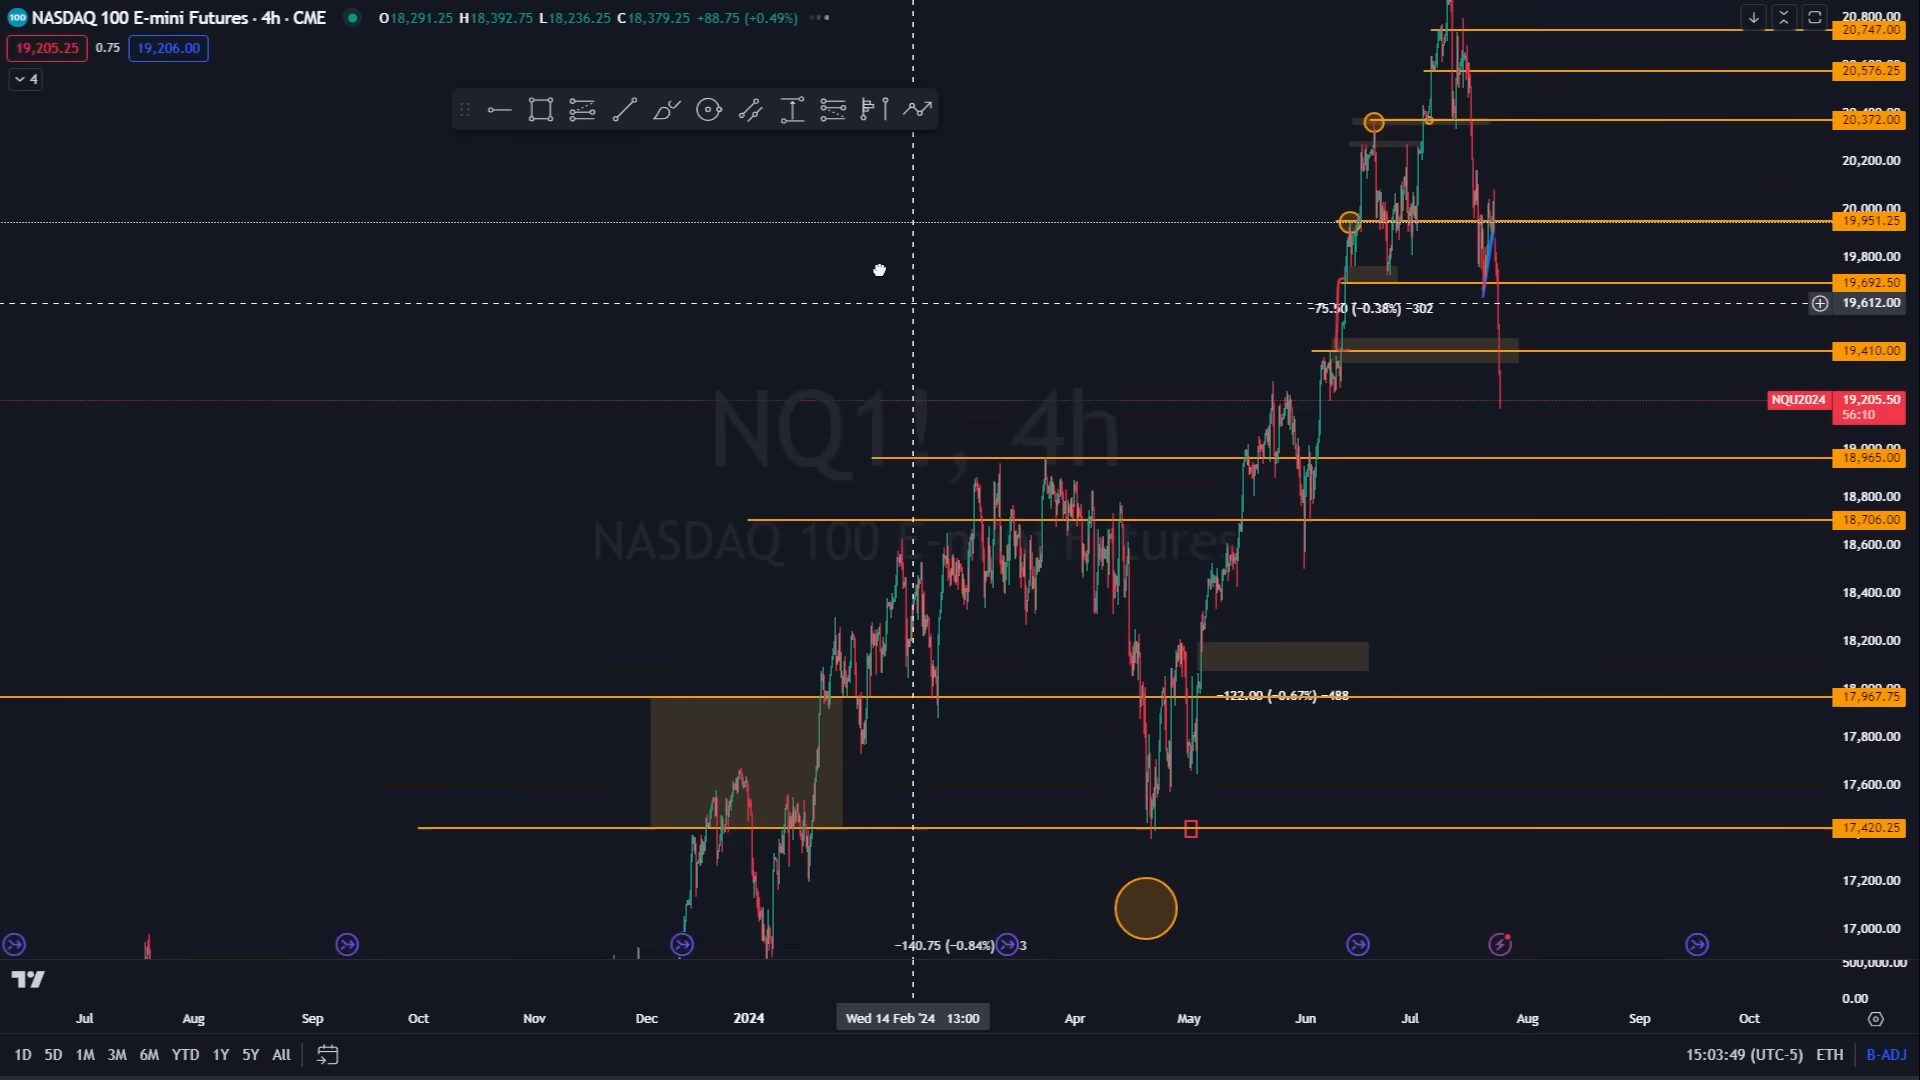 100 NASDAQ 100 E-mini Futures · 4h · CME O18,291.25 H18,392.75 L18,236.25 C18,379.25 +88.75 (+0.49%)
19,205.25 0.75 19,206.00
4
20,800.00
20,747.00
20,576.25
20,372.00
20,200.00
20,000.00
19,951.25
19,800.00
19,692.50
−75.50 (−0.38%) −302
19,612.00
19,410.00
NQU2024 19,205.50
56:10
NQ1!, 4h
19,000.00
18,965.00
18,800.00
18,706.00
NASDAQ 100 E-mini Futures
18,600.00
18,400.00
18,200.00
−122.00 (−0.67%) −488
17,967.75
17,800.00
17,600.00
17,420.25
17,200.00
17,000.00
−140.75 (−0.84%) 3
500,000.00
0.00
Jul Aug Sep Oct Nov Dec 2024 Wed 14 Feb '24 13:00 Apr May Jun Jul Aug Sep Oct
1D 5D 1M 3M 6M YTD 1Y 5Y All 15:03:49 (UTC-5) ETH B-ADJ